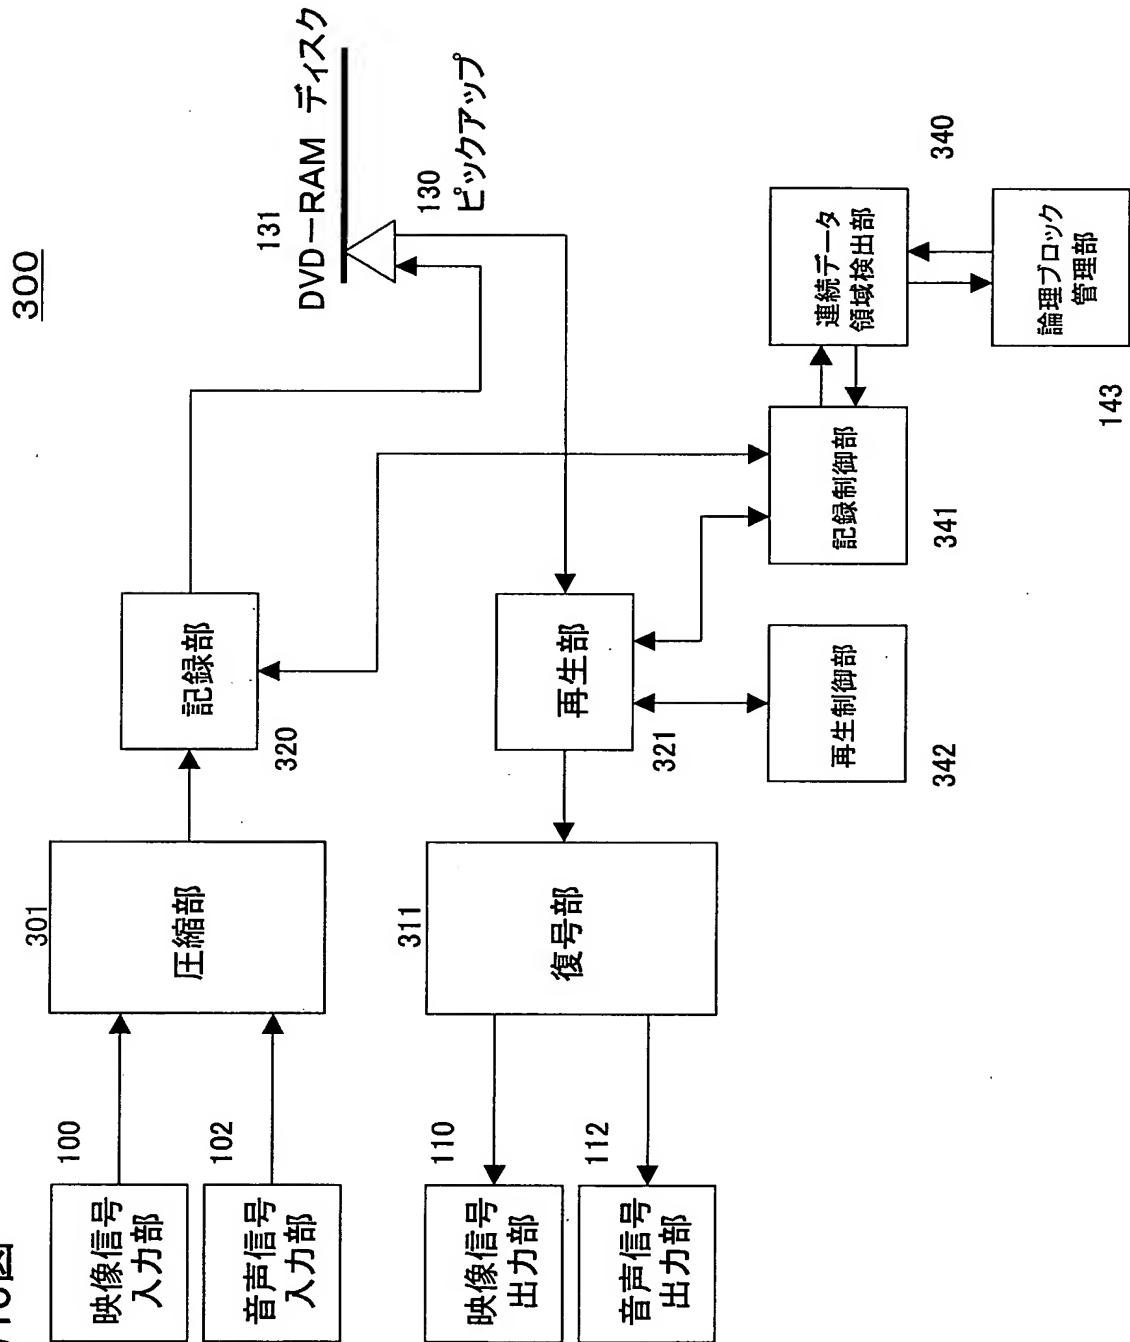 図
300
100
映像信号
入力部
102
音声信号
入力部
301
圧縮部
320
記録部
131
DVD－RAM ディスク
130
ピックアップ
110
映像信号
出力部
112
音声信号
出力部
311
復号部
321
再生部
342
再生制御部
341
記録制御部
340
連続データ
領域検出部
143
論理ブロック
管理部